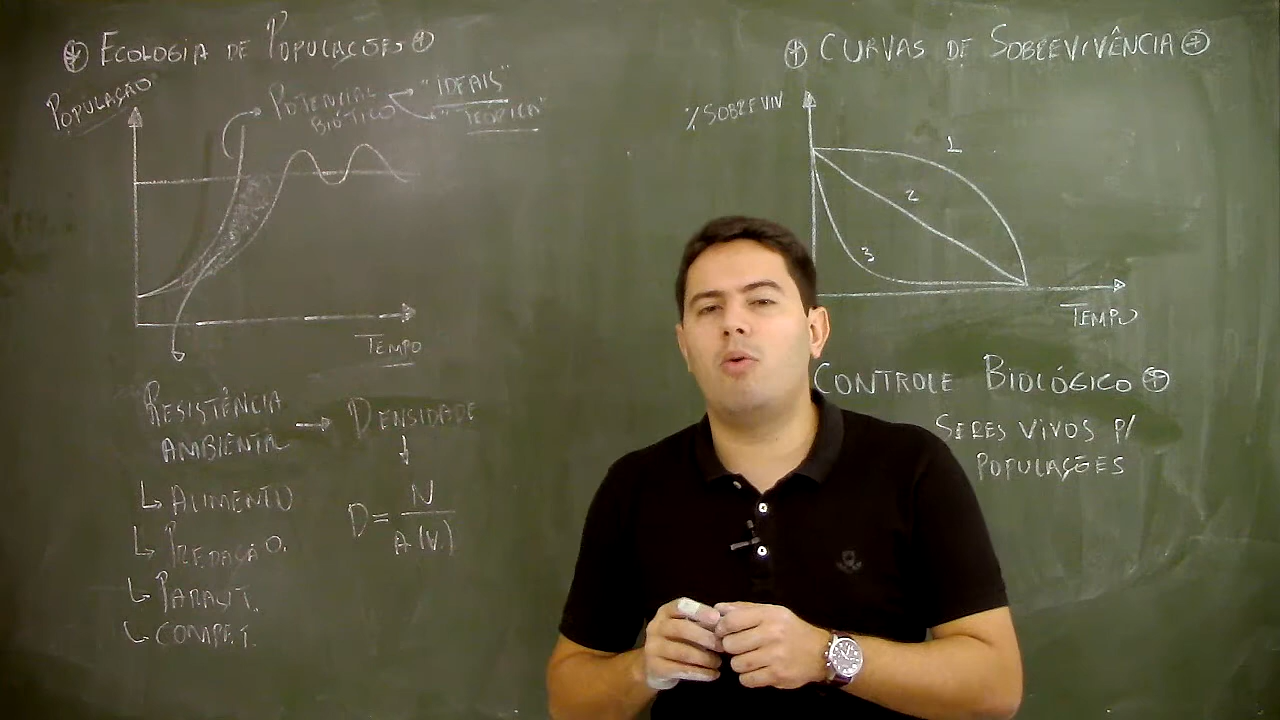 ⊕ ECOLOGIA DE POPULAÇÕES ⊕
POPULAÇÃO
POTENCIAL
BIÓTICO
"IDEAIS"
"TEÓRICA"
TEMPO
RESISTÊNCIA
AMBIENTAL
→ DENSIDADE
↳ ALIMENTO
↳ PREDAÇÃO.
↳ PARASIT.
↳ COMPET.
D = N
A (V.)
⊕ CURVAS DE SOBREVIVÊNCIA ⊕
% SOBREVIV
1
2
3
TEMPO
CONTROLE BIOLÓGICO ⊕
SERES VIVOS P/
POPULAÇÕES